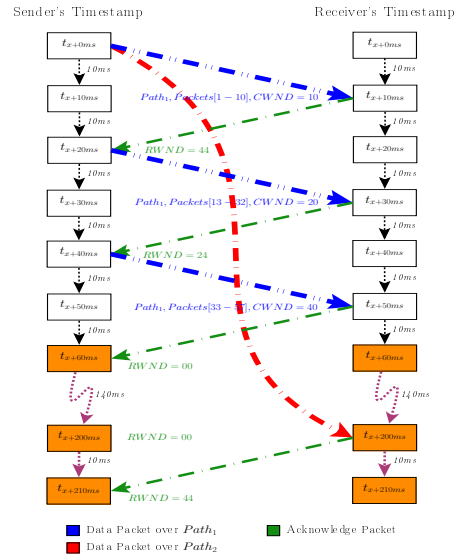 Sender's Timestamp Receiver's Timestamp
t_{x+0ms} t_{x+0ms}
10ms 10ms
Path_1, Packets[1 − 10], CWND = 10
t_{x+10ms} t_{x+10ms}
10ms 10ms
t_{x+20ms} RWND = 44 t_{x+20ms}
10ms 10ms
t_{x+30ms} Path_1, Packets[13 − 32], CWND = 20 t_{x+30ms}
10ms 10ms
t_{x+40ms} RWND = 24 t_{x+40ms}
10ms 10ms
t_{x+50ms} Path_1, Packets[33 − CWND = 40 t_{x+50ms}
10ms 10ms
t_{x+60ms} RWND = 00 t_{x+60ms}
140ms 140ms
t_{x+200ms} RWND = 00 t_{x+200ms}
10ms 10ms
t_{x+210ms} RWND = 44 t_{x+210ms}
Data Packet over Path_1 Acknowledge Packet
Data Packet over Path_2